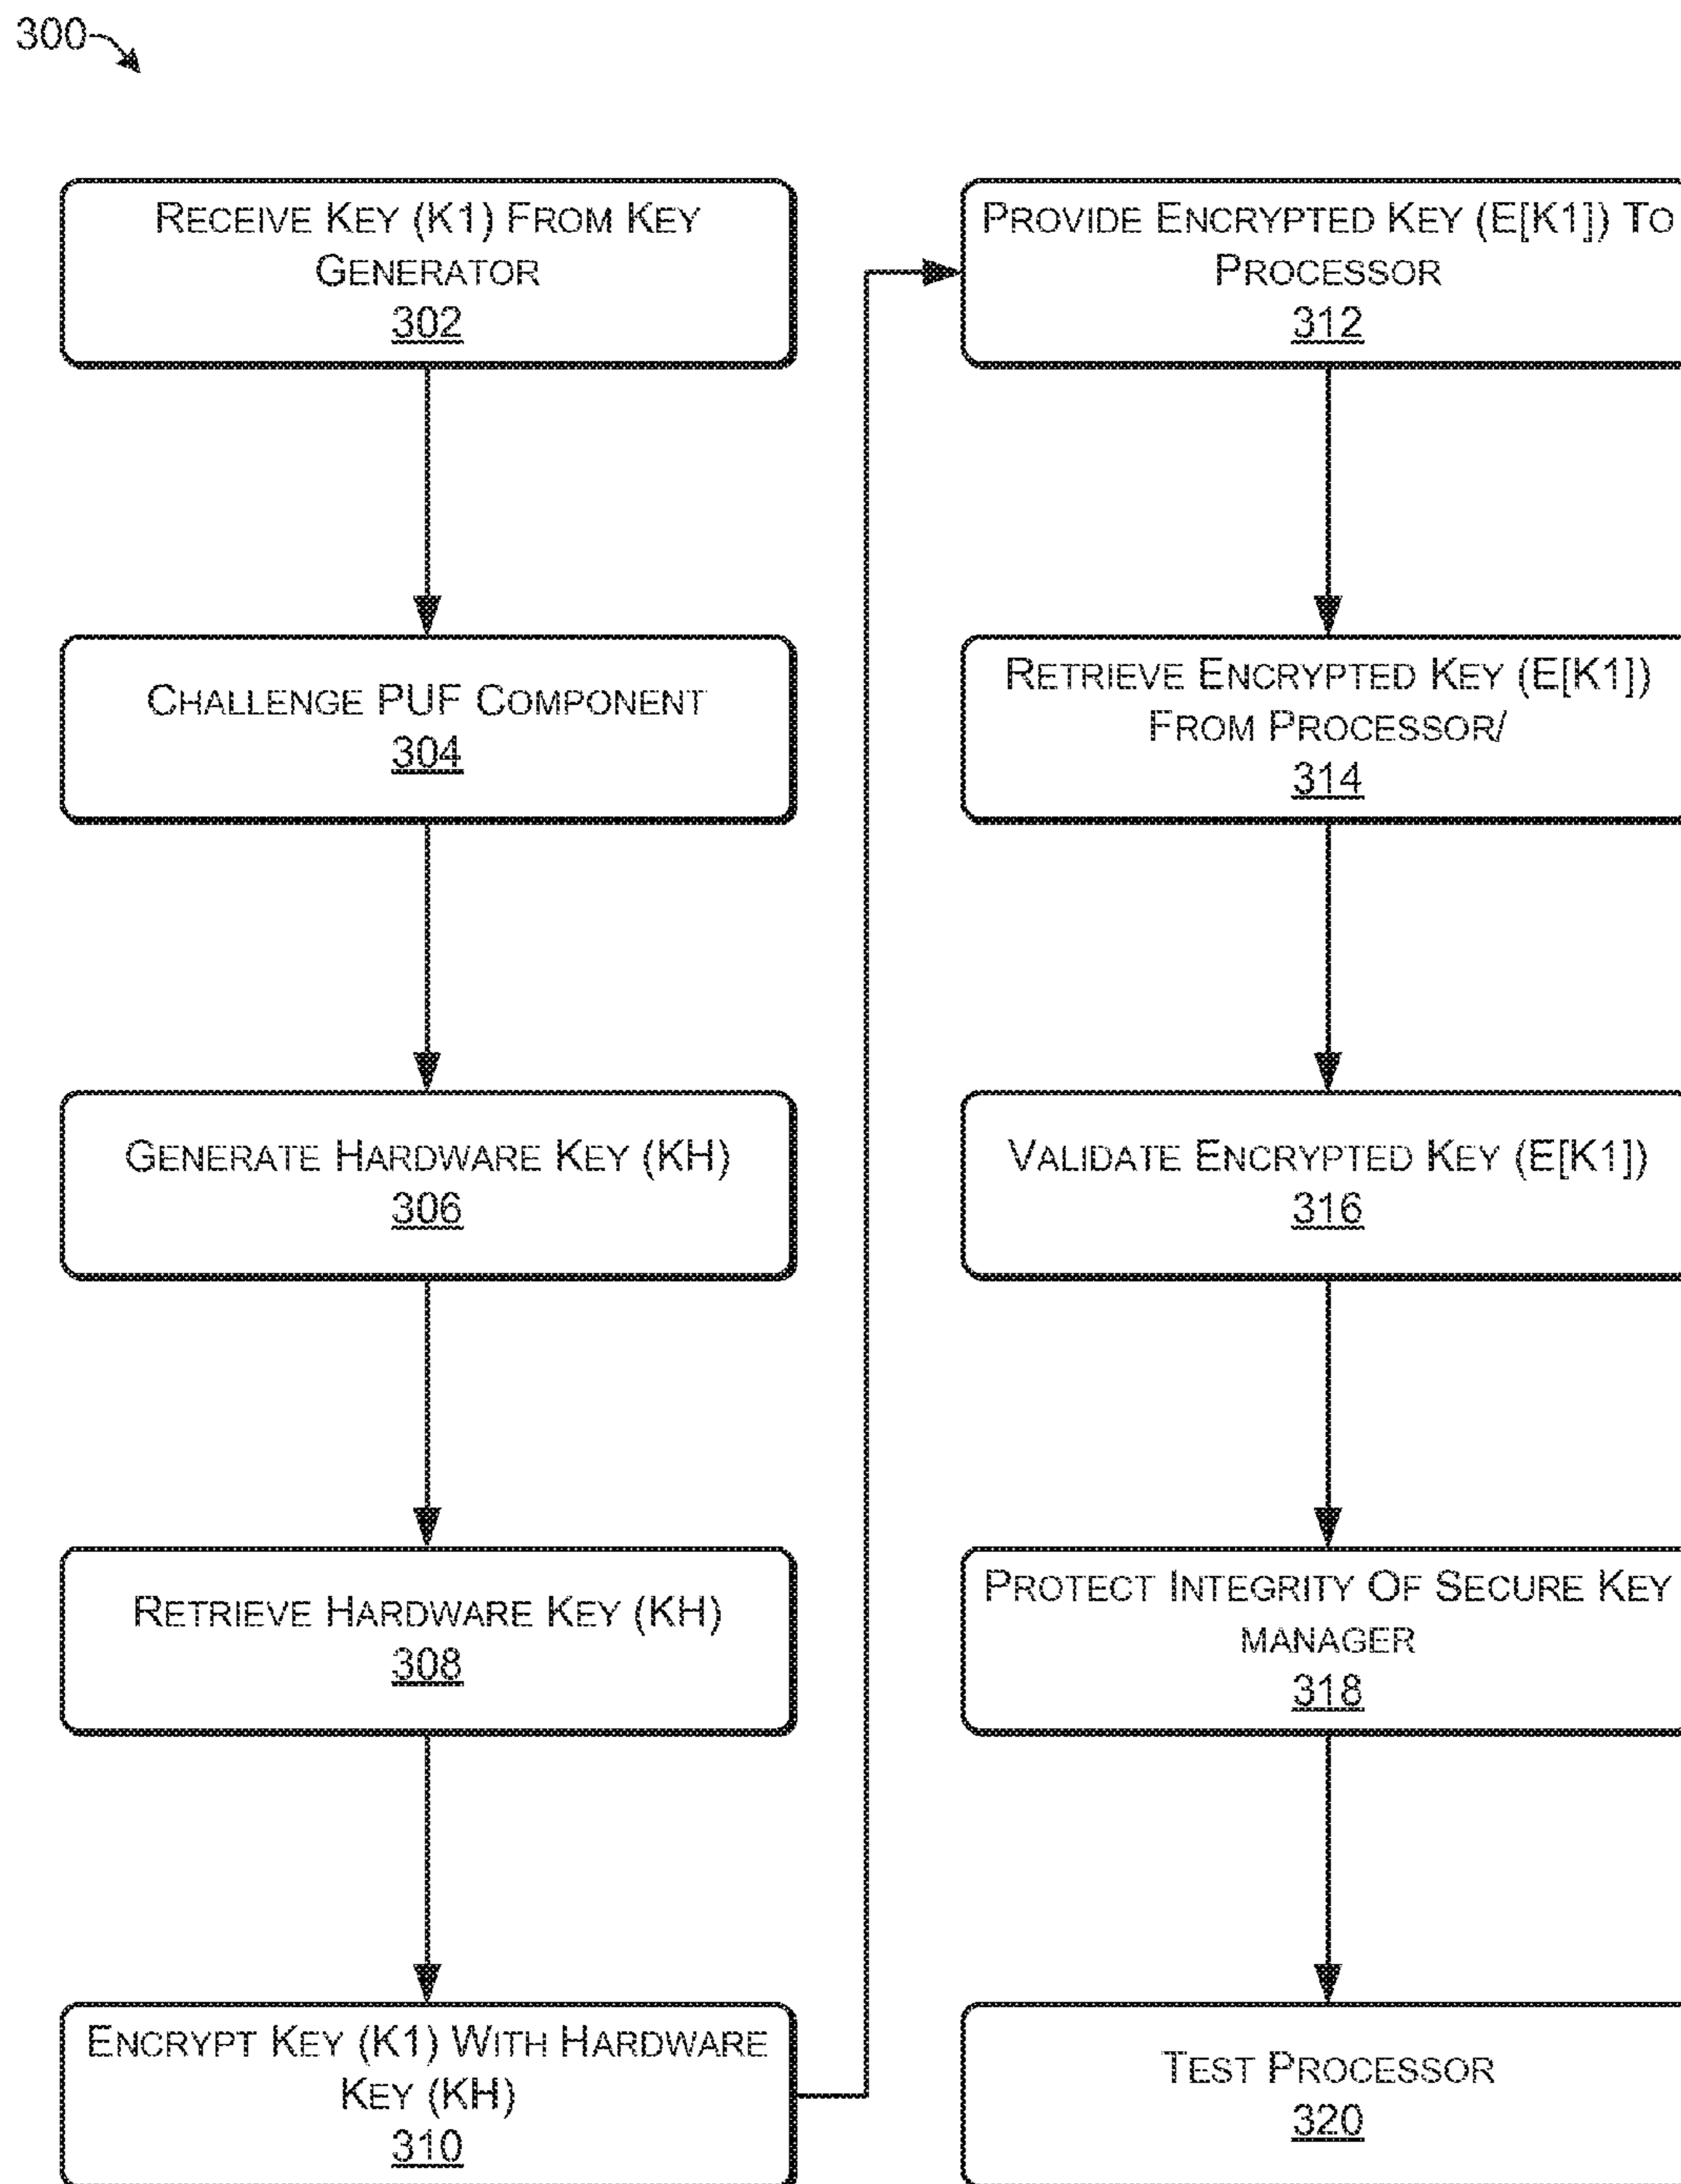 300
RECEIVE KEY (K1) FROM KEY
GENERATOR
302
CHALLENGE PUF COMPONENT
304
GENERATE HARDWARE KEY (KH)
306
RETRIEVE HARDWARE KEY (KH)
308
ENCRYPT KEY (K1) WITH HARDWARE
KEY (KH)
310
PROVIDE ENCRYPTED KEY (E[K1]) TO
PROCESSOR
312
RETRIEVE ENCRYPTED KEY (E[K1])
FROM PROCESSOR/
314
VALIDATE ENCRYPTED KEY (E[K1])
316
PROTECT INTEGRITY OF SECURE KEY
MANAGER
318
TEST PROCESSOR
320